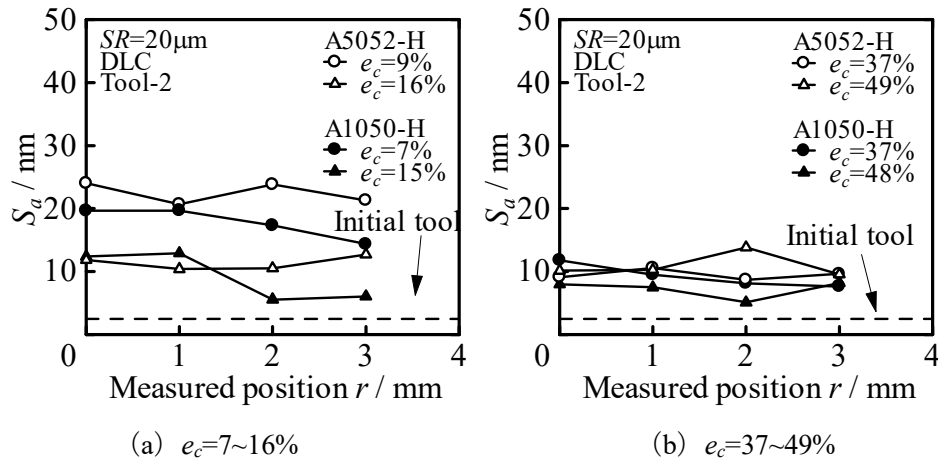 50
40
30
20
10
0
S_a / nm
SR=20μm
DLC
Tool-2
A5052-H
e_c=9%
e_c=16%
A1050-H
e_c=7%
e_c=15%
Initial tool
1 2 3 4
Measured position r / mm
(a) e_c=7~16%
50
40
30
20
10
0
S_a / nm
SR=20μm
DLC
Tool-2
A5052-H
e_c=37%
e_c=49%
A1050-H
e_c=37%
e_c=48%
Initial tool
1 2 3 4
Measured position r / mm
(b) e_c=37~49%